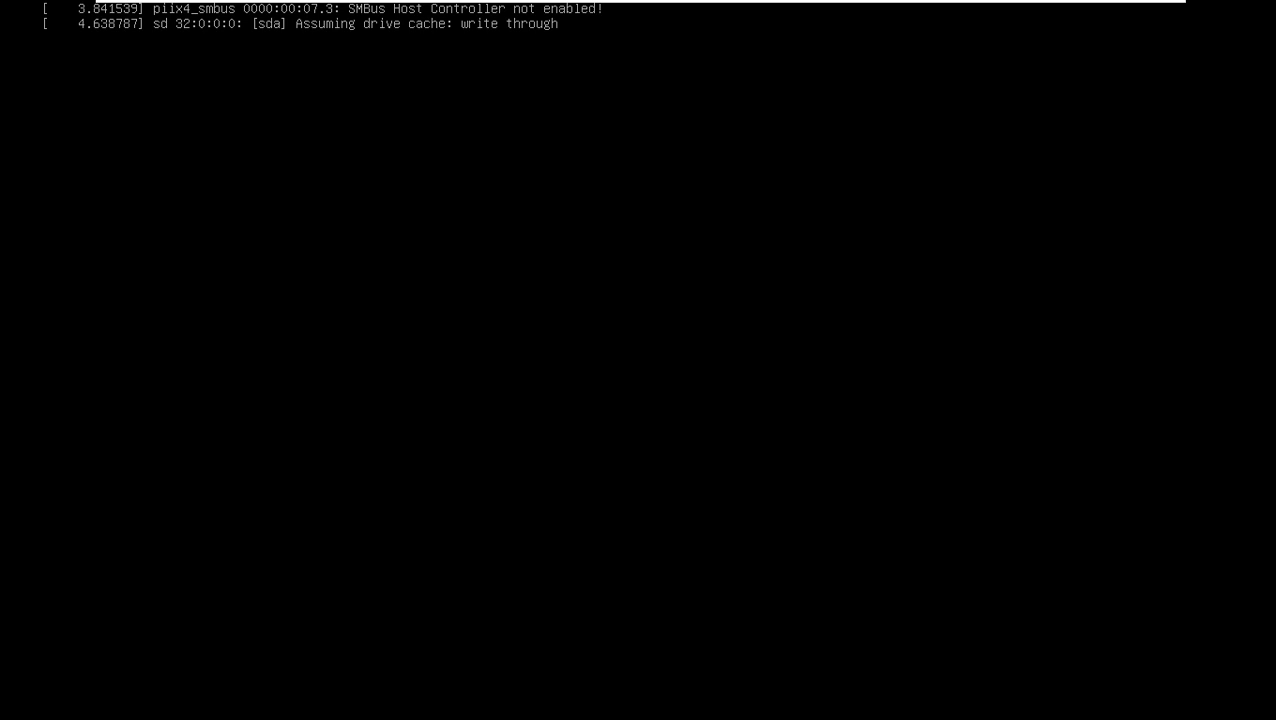 [    3.841539] piix4_smbus 0000:00:07.3: SMBus Host Controller not enabled!
[    4.638787] sd 32:0:0:0: [sda] Assuming drive cache: write through